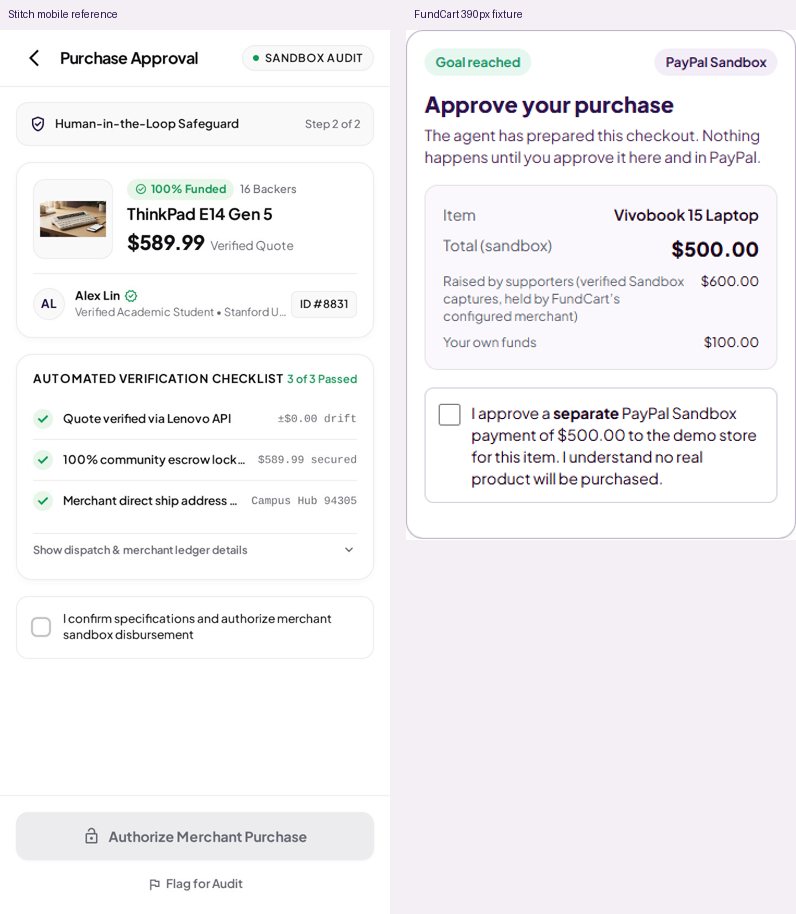 Stitch mobile reference
Purchase Approval
SANDBOX AUDIT
Human-in-the-Loop Safeguard
Step 2 of 2
100% Funded
16 Backers
ThinkPad E14 Gen 5
$589.99 Verified Quote
AL
Alex Lin
Verified Academic Student • Stanford U...
ID #8831
AUTOMATED VERIFICATION CHECKLIST 3 of 3 Passed
Quote verified via Lenovo API
±$0.00 drift
100% community escrow lock...
$589.99 secured
Merchant direct ship address ...
Campus Hub 94305
Show dispatch & merchant ledger details
I confirm specifications and authorize merchant
sandbox disbursement
Authorize Merchant Purchase
Flag for Audit
FundCart 390px fixture
Goal reached
PayPal Sandbox
Approve your purchase
The agent has prepared this checkout. Nothing
happens until you approve it here and in PayPal.
Item
Vivobook 15 Laptop
Total (sandbox)
$500.00
Raised by supporters (verified Sandbox
captures, held by FundCart's
configured merchant)
$600.00
Your own funds
$100.00
I approve a separate PayPal Sandbox
payment of $500.00 to the demo store
for this item. I understand no real
product will be purchased.